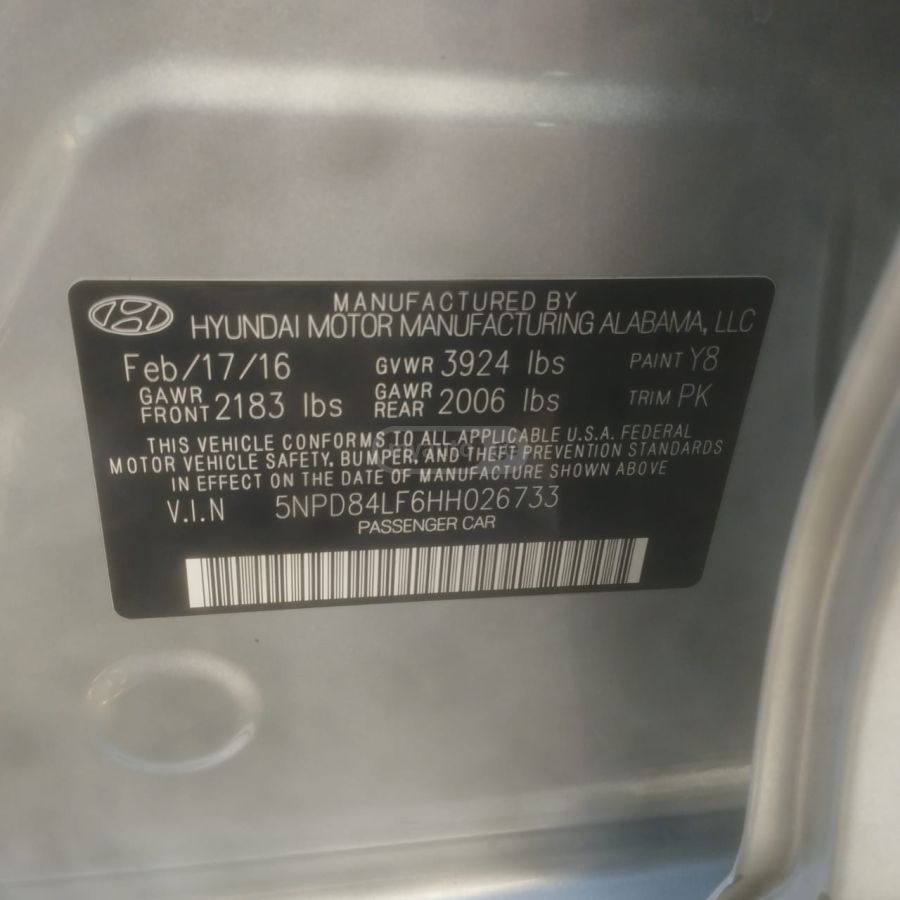 MANUFACTURED BY
HYUNDAI MOTOR MANUFACTURING ALABAMA, LLC
Feb/17/16 GVWR 3924 lbs PAINT Y8
GAWR FRONT 2183 lbs GAWR REAR 2006 lbs TRIM PK
THIS VEHICLE CONFORMS TO ALL APPLICABLE U.S.A. FEDERAL
MOTOR VEHICLE SAFETY, BUMPER, AND THEFT PREVENTION STANDARDS
IN EFFECT ON THE DATE OF MANUFACTURE SHOWN ABOVE
V.I.N 5NPD84LF6HH026733
PASSENGER CAR